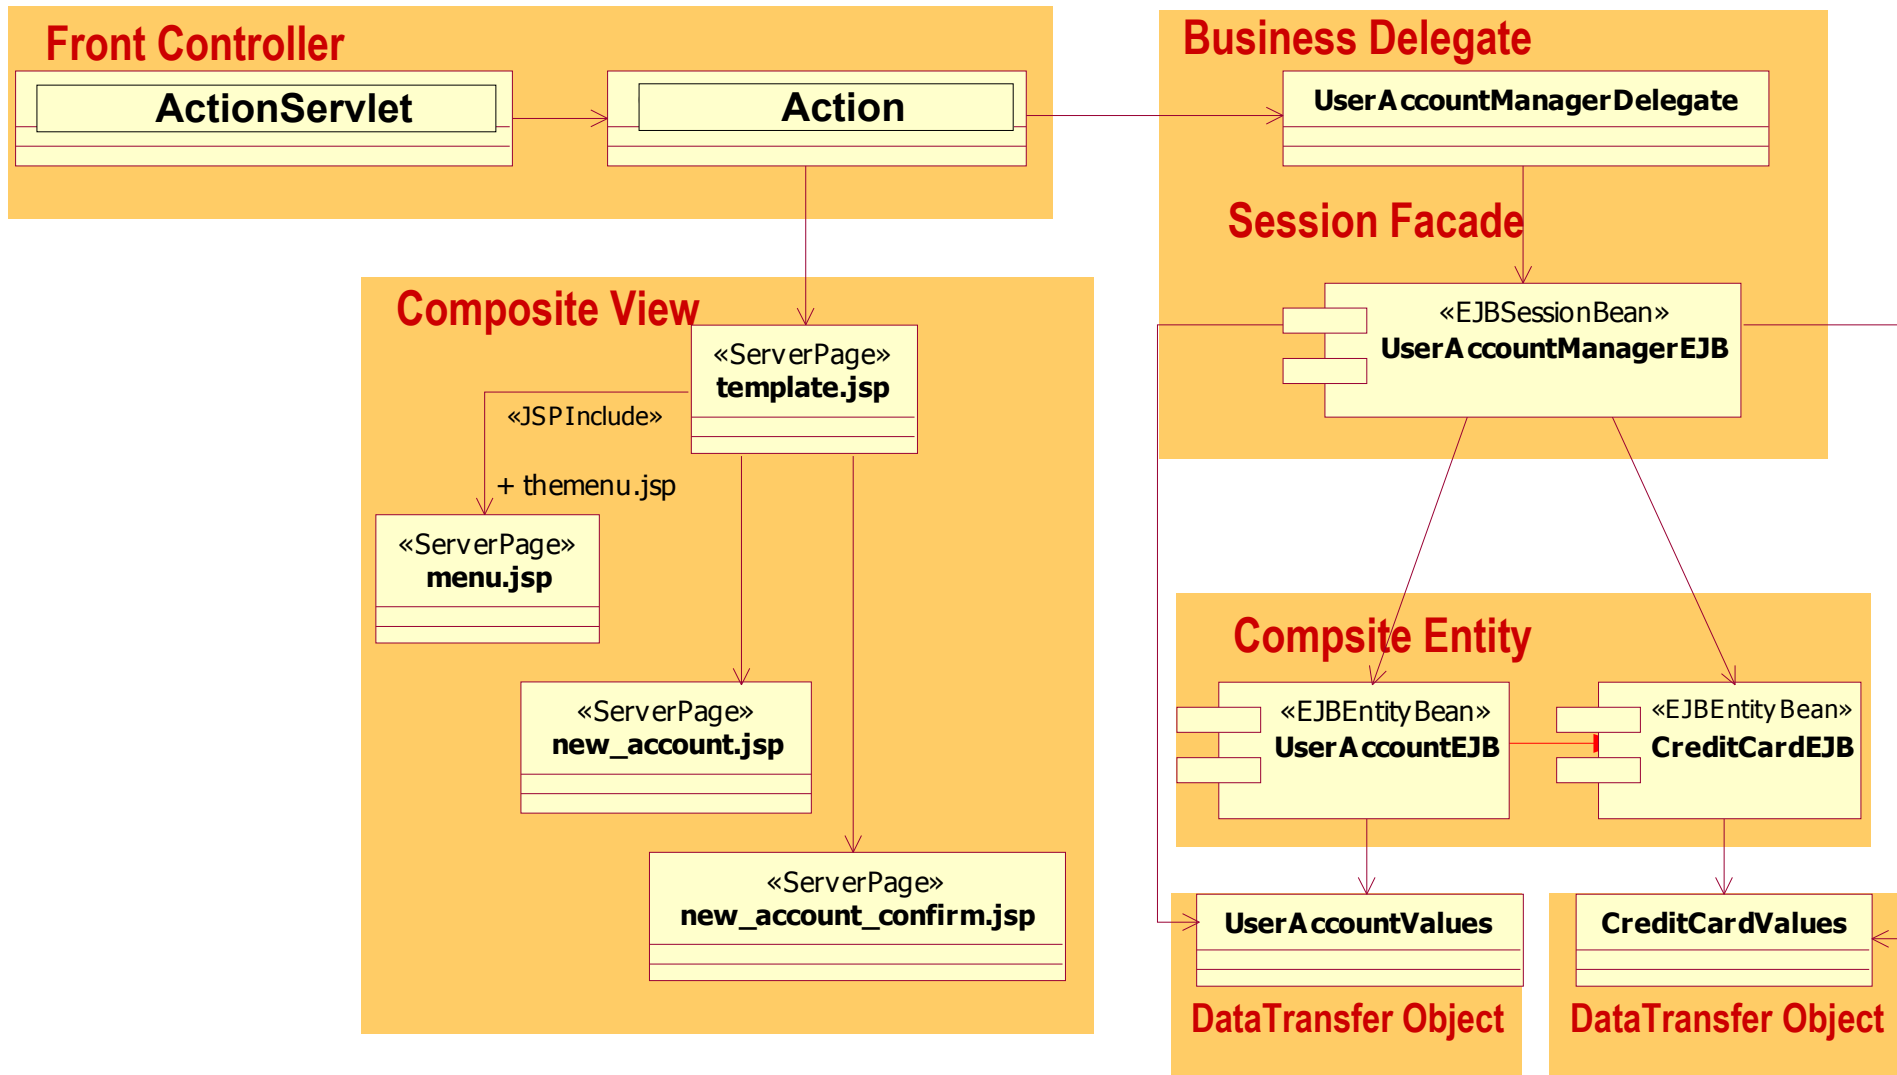 Front Controller
ActionServlet
Action
Business Delegate
UserAccountManagerDelegate
Session Facade
«EJBSessionBean»
UserAccountManagerEJB
Composite View
«ServerPage»
template.jsp
«JSPInclude»
+ themenu.jsp
«ServerPage»
menu.jsp
«ServerPage»
new_account.jsp
«ServerPage»
new_account_confirm.jsp
Compsite Entity
«EJBEntityBean»
UserAccountEJB
«EJBEntityBean»
CreditCardEJB
UserAccountValues
CreditCardValues
DataTransfer Object
DataTransfer Object